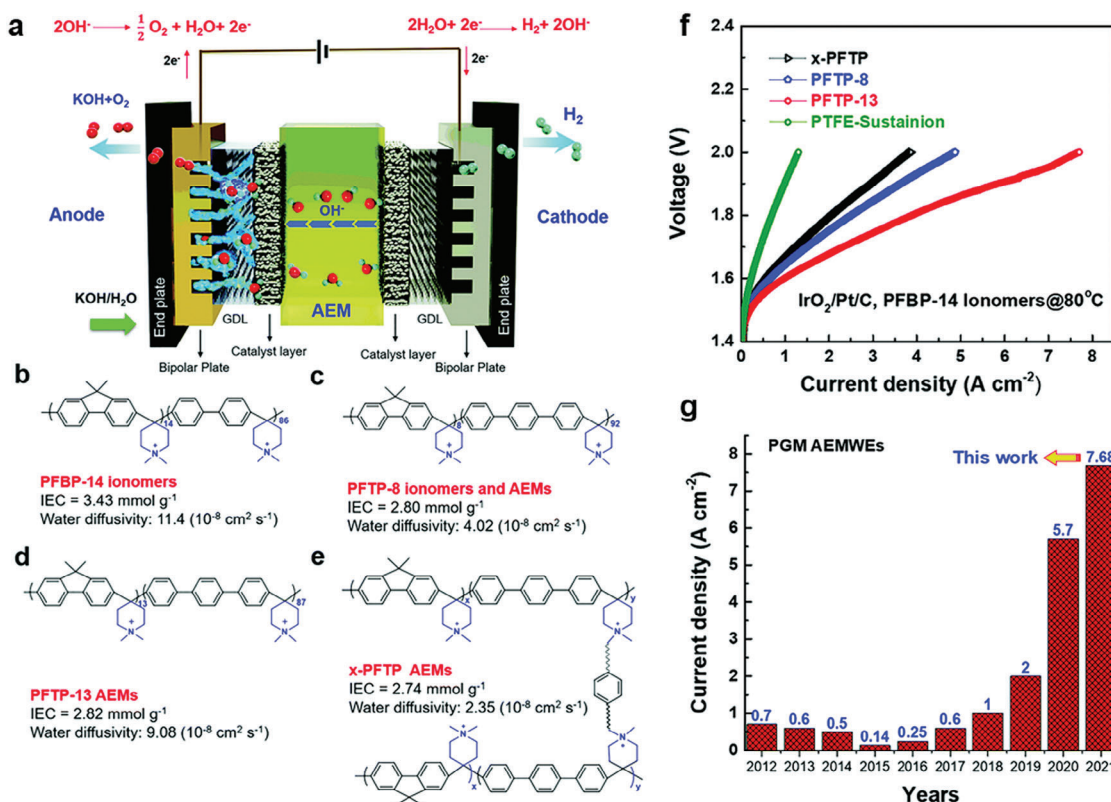 a
2OH⁻ → 1/2 O₂ + H₂O+ 2e⁻
2H₂O+ 2e⁻ → H₂+ 2OH⁻
2e⁻
2e⁻
KOH+O₂
H₂
Anode
OH⁻
Cathode
KOH/H₂O
End plate
GDL
AEM
GDL
End plate
Catalyst layer
Catalyst layer
Bipolar Plate
Bipolar Plate
b
14
86
N⁺
N⁺
PFBP-14 ionomers
IEC = 3.43 mmol g⁻¹
Water diffusivity: 11.4 (10⁻⁸ cm² s⁻¹)
c
8
92
N⁺
N⁺
PFTP-8 ionomers and AEMs
IEC = 2.80 mmol g⁻¹
Water diffusivity: 4.02 (10⁻⁸ cm² s⁻¹)
d
13
87
N⁺
N⁺
PFTP-13 AEMs
IEC = 2.82 mmol g⁻¹
Water diffusivity: 9.08 (10⁻⁸ cm² s⁻¹)
e
x
y
N⁺
N⁺
x-PFTP AEMs
IEC = 2.74 mmol g⁻¹
Water diffusivity: 2.35 (10⁻⁸ cm² s⁻¹)
N⁺
N⁺
x
y
f
x-PFTP
PFTP-8
PFTP-13
PTFE-Sustainion
IrO₂/Pt/C, PFBP-14 Ionomers@80°C
Voltage (V)
2.2
2.0
1.8
1.6
1.4
0 1 2 3 4 5 6 7 8
Current density (A cm⁻²)
g
PGM AEMWEs
This work
7.68
5.7
2
1
0.6
0.25
0.14
0.5
0.6
0.7
Current density (A cm⁻²)
8
7
6
5
4
3
2
1
0
2012 2013 2014 2015 2016 2017 2018 2019 2020 2021
Years